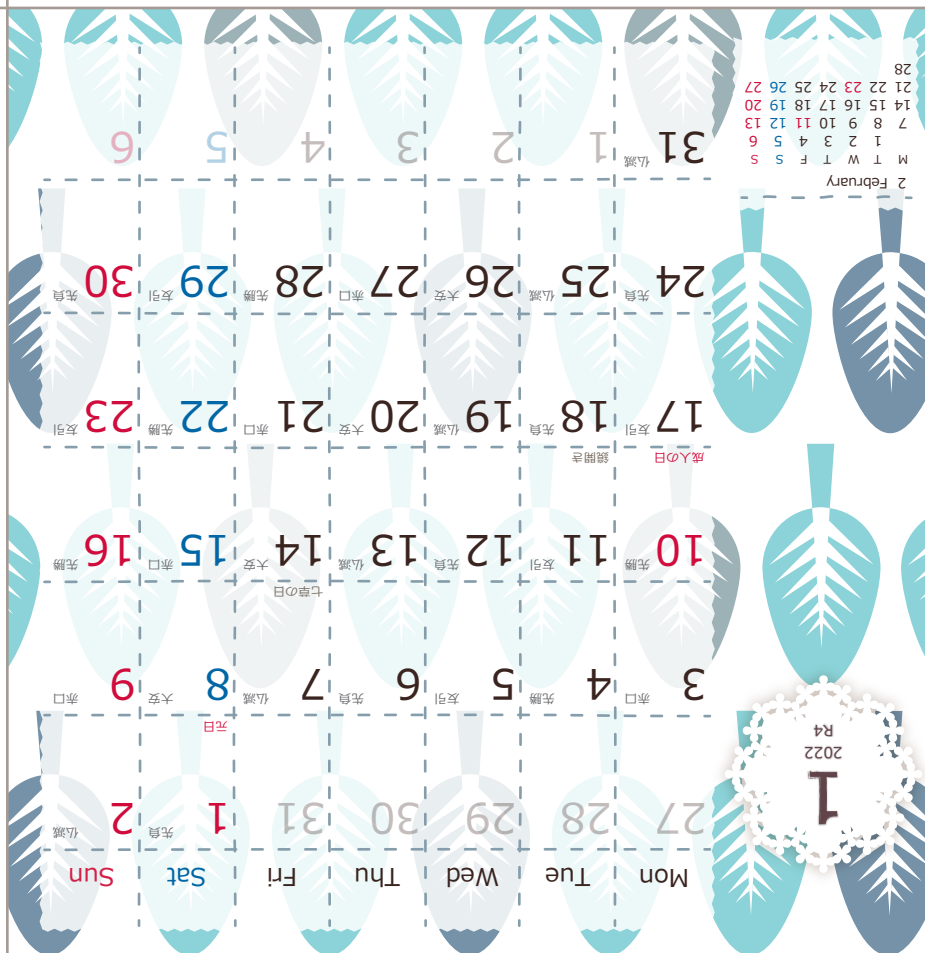 1
2022
R4
Mon Tue Wed Thu Fri Sat Sun
27 28 29 30 31 1 先負 2 仏滅
元日
3 赤口 4 先勝 5 友引 6 先負 7 仏滅 8 大安 9 赤口
七草の日
10 先勝 11 友引 12 先負 13 仏滅 14 大安 15 赤口 16 先勝
成人の日 鏡開き
17 友引 18 先負 19 仏滅 20 大安 21 赤口 22 先勝 23 友引
24 先負 25 仏滅 26 大安 27 赤口 28 先勝 29 友引 30 先負
31 仏滅 1 2 3 4 5 6
2 February
M T W T F S S
1 2 3 4 5 6
7 8 9 10 11 12 13
14 15 16 17 18 19 20
21 22 23 24 25 26 27
28